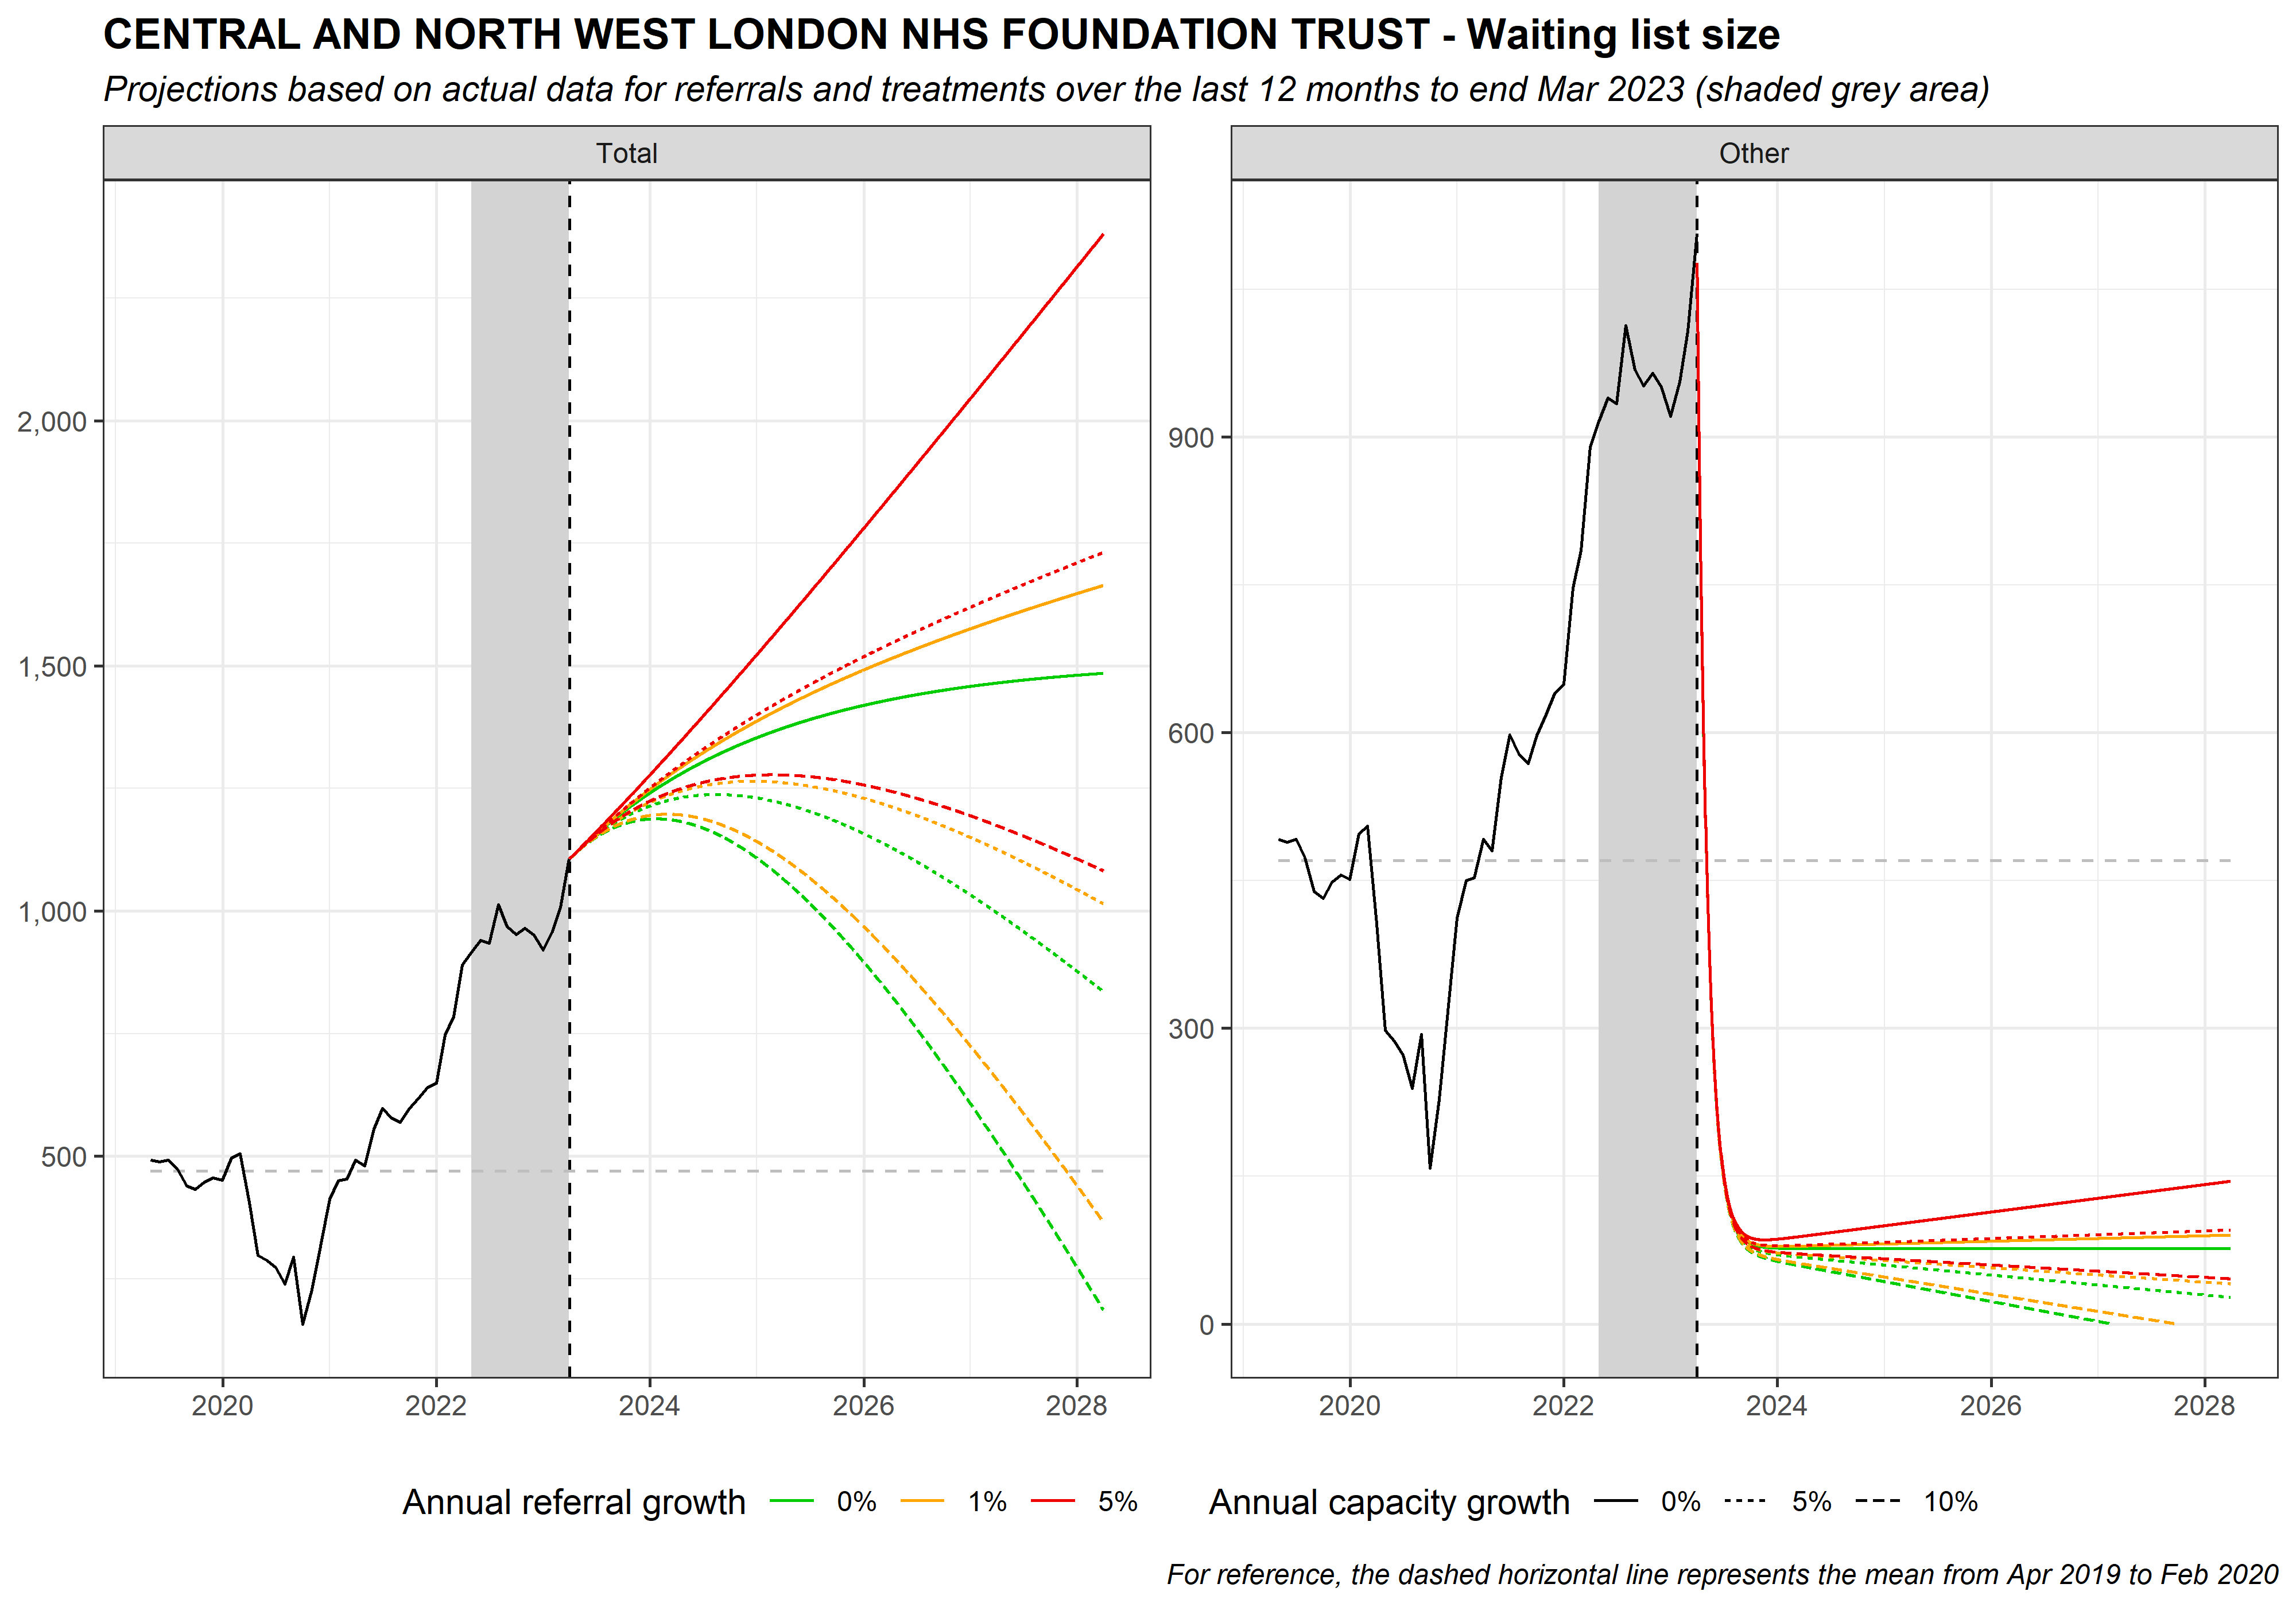 CENTRAL AND NORTH WEST LONDON NHS FOUNDATION TRUST - Waiting list size
Projections based on actual data for referrals and treatments over the last 12 months to end Mar 2023 (shaded grey area)
Total
2,000
1,500
1,000
500
2020 2022 2024 2026 2028
Other
900
600
300
0
2020 2022 2024 2026 2028
Annual referral growth 0% 1% 5%
Annual capacity growth 0% 5% 10%
For reference, the dashed horizontal line represents the mean from Apr 2019 to Feb 2020